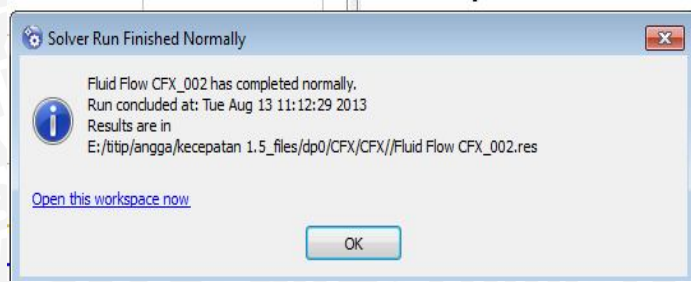 Solver Run Finished Normally
Fluid Flow CFX_002 has completed normally.
Run concluded at: Tue Aug 13 11:12:29 2013
Results are in
E:/titip/angga/kecepatan 1.5_files/dp0/CFX/CFX//Fluid Flow CFX_002.res
Open this workspace now
OK